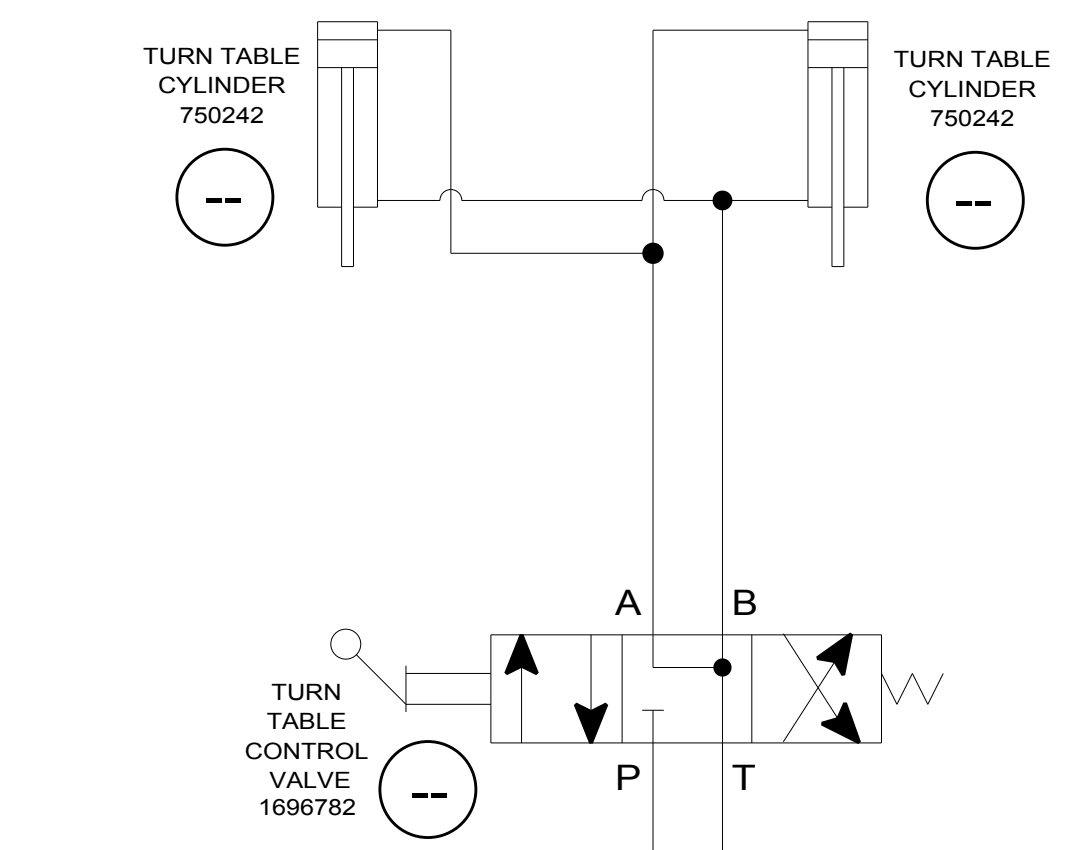 TURN TABLE
CYLINDER
750242
--
TURN TABLE
CYLINDER
750242
--
A
B
TURN
TABLE
CONTROL
VALVE
1696782
--
P
T